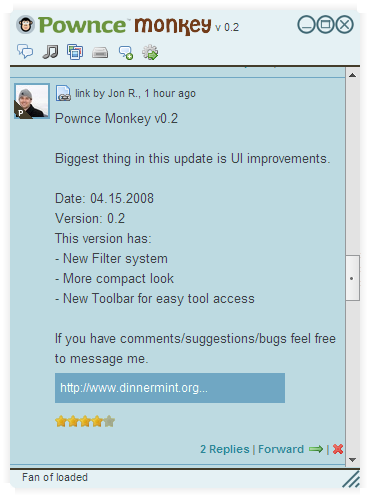 Pownce monkey v 0.2
link by Jon R., 1 hour ago
Pownce Monkey v0.2
Biggest thing in this update is UI improvements.
Date: 04.15.2008
Version: 0.2
This version has:
- New Filter system
- More compact look
- New Toolbar for easy tool access
If you have comments/suggestions/bugs feel free
to message me.
http://www.dinnermint.org...
2 Replies | Forward |
Fan of loaded